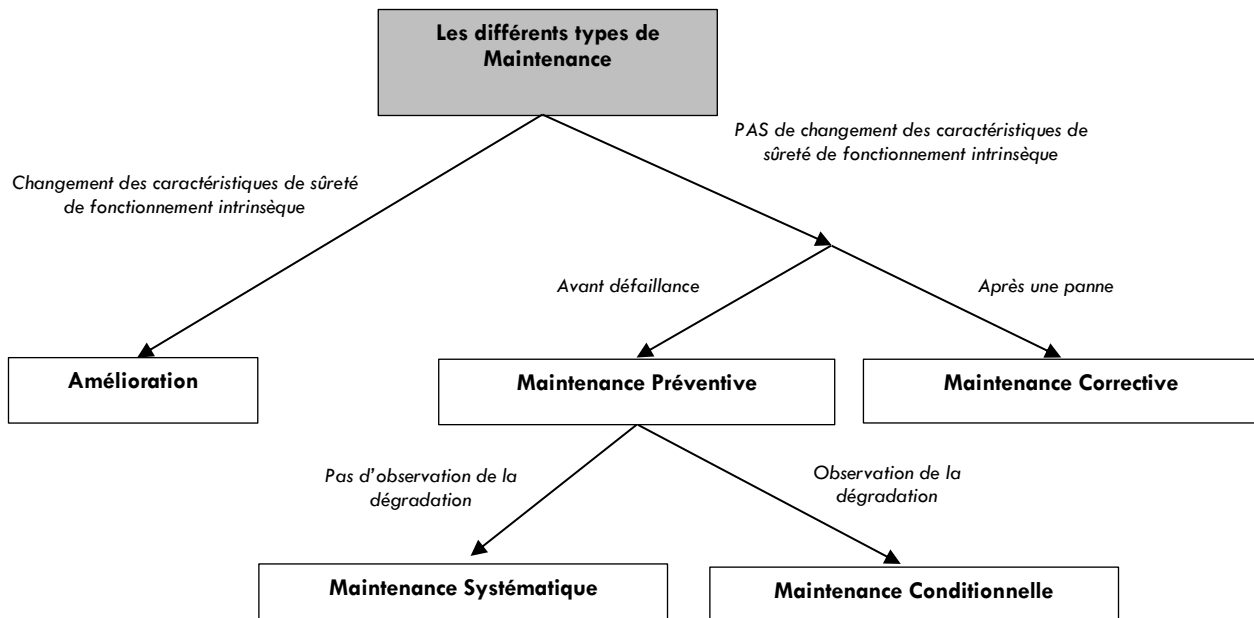 Les différents types de
Maintenance
PAS de changement des caractéristiques de
sûreté de fonctionnement intrinsèque
Changement des caractéristiques de sûreté
de fonctionnement intrinsèque
Avant défaillance
Après une panne
Amélioration
Maintenance Préventive
Maintenance Corrective
Pas d’observation de la
dégradation
Observation de la
dégradation
Maintenance Systématique
Maintenance Conditionnelle